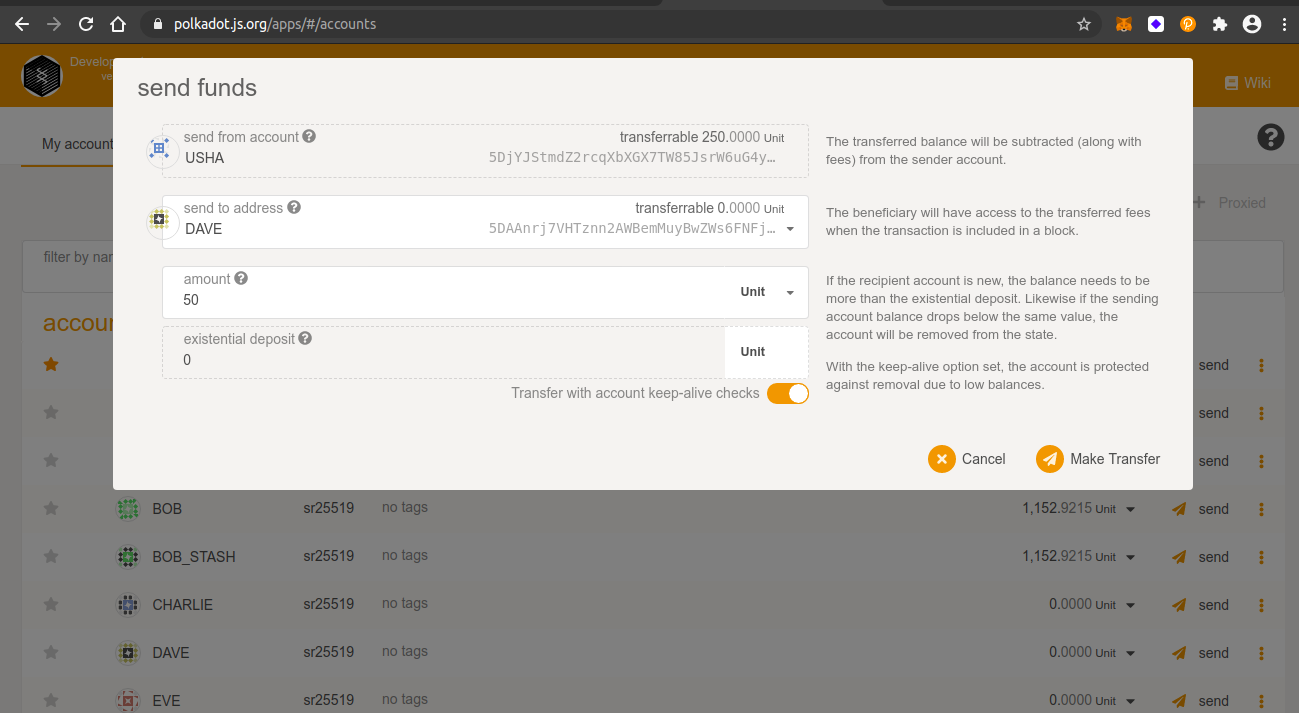 polkadot.js.org/apps/#/accounts
Develop
ve
Wiki
send funds
My account
send from account
transferrable 250.0000 Unit
USHA
5DjYJStmdZ2rcqXbXGX7TW85JsrW6uG4y…
The transferred balance will be subtracted (along with
fees) from the sender account.
send to address
transferrable 0.0000 Unit
DAVE
5DAAnrj7VHTznn2AWBemMuyBwZWs6FNFj…
The beneficiary will have access to the transferred fees
when the transaction is included in a block.
+ Proxied
filter by nam
amount
50
Unit
If the recipient account is new, the balance needs to be
more than the existential deposit. Likewise if the sending
account balance drops below the same value, the
account will be removed from the state.
accour
existential deposit
0
Unit
With the keep-alive option set, the account is protected
against removal due to low balances.
Transfer with account keep-alive checks
send
send
send
Cancel
Make Transfer
BOB sr25519 no tags 1,152.9215 Unit send
BOB_STASH sr25519 no tags 1,152.9215 Unit send
CHARLIE sr25519 no tags 0.0000 Unit send
DAVE sr25519 no tags 0.0000 Unit send
EVE sr25519 no tags 0.0000 Unit send